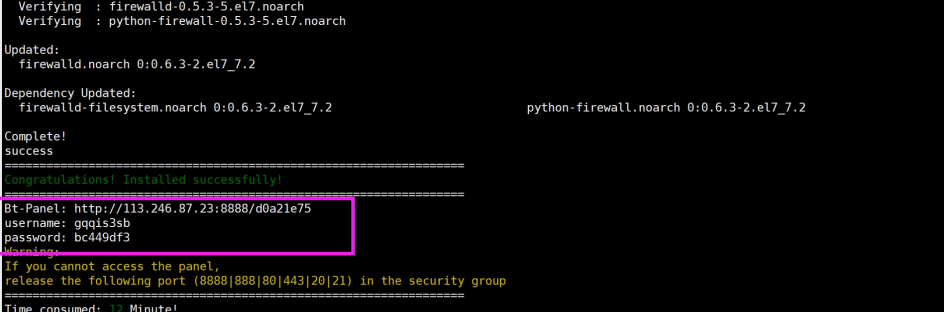 Verifying  : firewalld-0.5.3-5.el7.noarch
Verifying  : python-firewall-0.5.3-5.el7.noarch
Updated:
firewalld.noarch 0:0.6.3-2.el7_7.2
Dependency Updated:
firewalld-filesystem.noarch 0:0.6.3-2.el7_7.2 python-firewall.noarch 0:0.6.3-2.el7_7.2
Complete!
success
==================================================================
Congratulations! Installed successfully!
==================================================================
Bt-Panel: http://113.246.87.23:8888/d0a21e75
username: gqqis3sb
password: bc449df3
Warning:
If you cannot access the panel,
release the following port (8888|888|80|443|20|21) in the security group
==================================================================
Time consumed: 12 Minute!